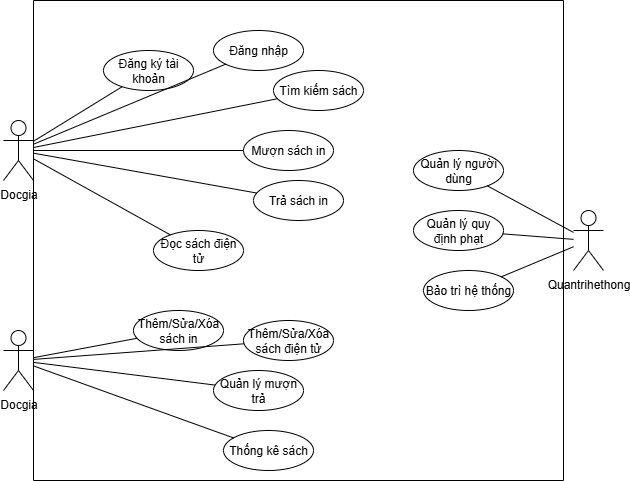 Đăng nhập
Đăng ký tài
khoản
Tìm kiếm sách
Mượn sách in
Docgia
Trả sách in
Đọc sách điện
tử
Quản lý người
dùng
Quản lý quy
định phạt
Quantrihethong
Bảo trì hệ thống
Thêm/Sửa/Xóa
sách in
Thêm/Sửa/Xóa
sách điện tử
Docgia
Quản lý mượn
trả
Thống kê sách